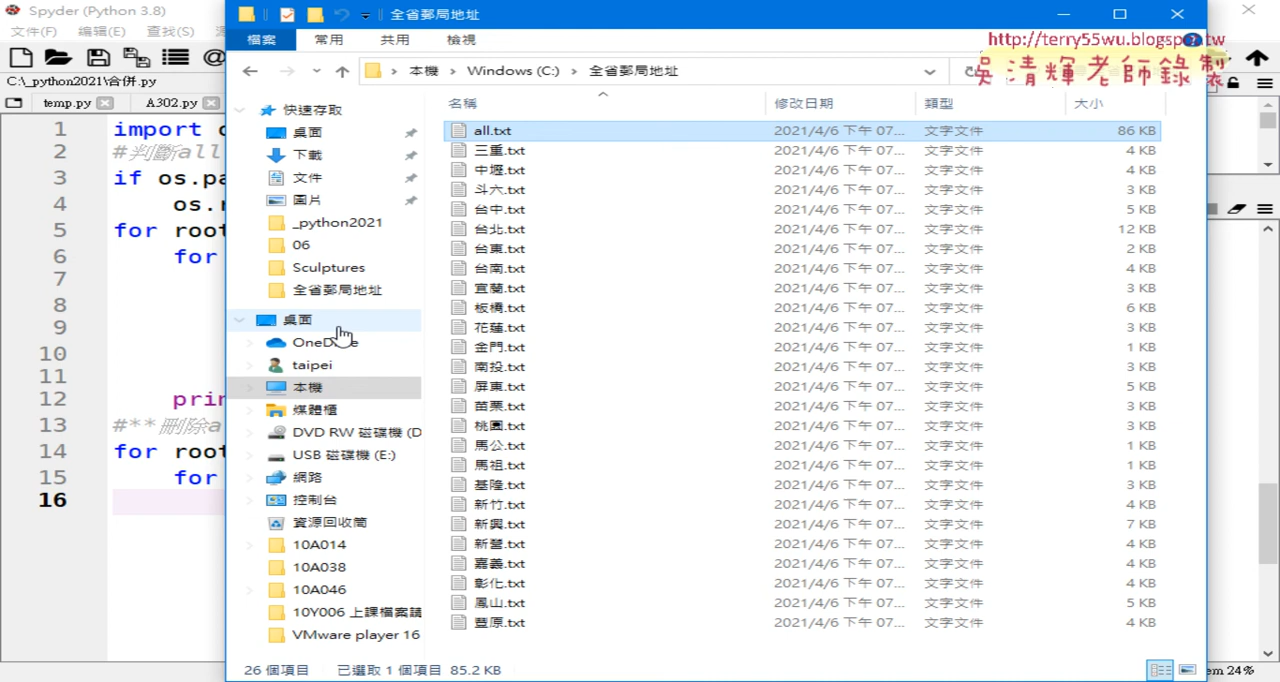 Spyder (Python 3.8)
文件(F) 編輯(E) 查找(S)
C:\_python2021\合併.py
temp.py A302.py
1 import
2 #判斷all
3 if os.pa
4 os.r
5 for root
6 for
7
8
9
10
11
12 prin
13 #**刪除a
14 for root
15 for
16
全省郵局地址
檔案 常用 共用 檢視
本機 > Windows (C:) > 全省郵局地址
http://terry55wu.blogspot.tw
吳清輝老師錄製
快速存取
桌面
下載
文件
圖片
_python2021
06
Sculptures
全省郵局地址
桌面
OneDrive
taipei
本機
媒體櫃
DVD RW 磁碟機 (D
USB 磁碟機 (E:)
網路
控制台
資源回收筒
10A014
10A038
10A046
10Y006 上課檔案請
VMware player 16
名稱 修改日期 類型 大小
all.txt 2021/4/6 下午 07... 文字文件 86 KB
三重.txt 2021/4/6 下午 07... 文字文件 4 KB
中壢.txt 2021/4/6 下午 07... 文字文件 4 KB
斗六.txt 2021/4/6 下午 07... 文字文件 3 KB
台中.txt 2021/4/6 下午 07... 文字文件 5 KB
台北.txt 2021/4/6 下午 07... 文字文件 12 KB
台東.txt 2021/4/6 下午 07... 文字文件 2 KB
台南.txt 2021/4/6 下午 07... 文字文件 4 KB
宜蘭.txt 2021/4/6 下午 07... 文字文件 3 KB
板橋.txt 2021/4/6 下午 07... 文字文件 6 KB
花蓮.txt 2021/4/6 下午 07... 文字文件 3 KB
金門.txt 2021/4/6 下午 07... 文字文件 1 KB
南投.txt 2021/4/6 下午 07... 文字文件 3 KB
屏東.txt 2021/4/6 下午 07... 文字文件 5 KB
苗栗.txt 2021/4/6 下午 07... 文字文件 3 KB
桃園.txt 2021/4/6 下午 07... 文字文件 3 KB
馬公.txt 2021/4/6 下午 07... 文字文件 1 KB
馬祖.txt 2021/4/6 下午 07... 文字文件 1 KB
基隆.txt 2021/4/6 下午 07... 文字文件 3 KB
新竹.txt 2021/4/6 下午 07... 文字文件 4 KB
新興.txt 2021/4/6 下午 07... 文字文件 7 KB
新營.txt 2021/4/6 下午 07... 文字文件 4 KB
嘉義.txt 2021/4/6 下午 07... 文字文件 4 KB
彰化.txt 2021/4/6 下午 07... 文字文件 4 KB
鳳山.txt 2021/4/6 下午 07... 文字文件 5 KB
豐原.txt 2021/4/6 下午 07... 文字文件 4 KB
26 個項目 已選取 1 個項目 85.2 KB
em 24%